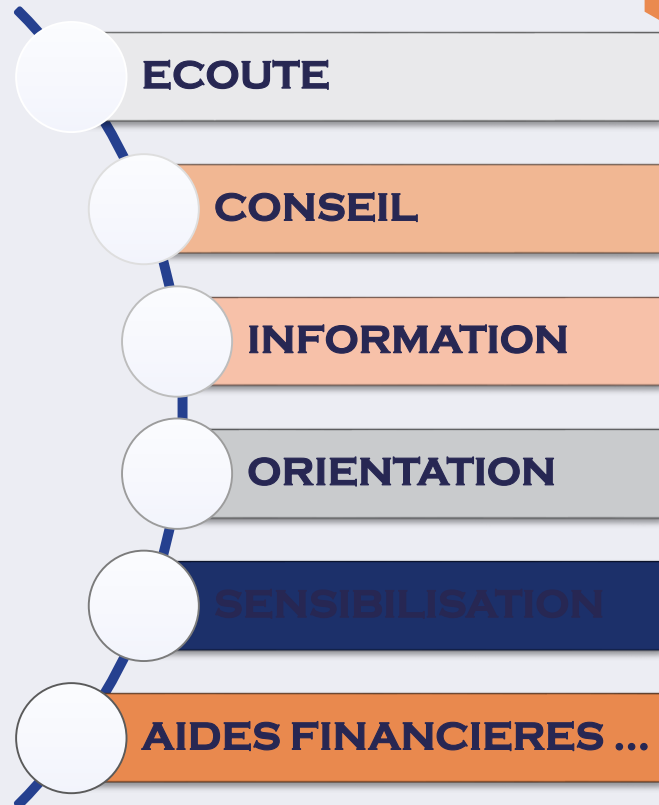 ECOUTE
CONSEIL
INFORMATION
ORIENTATION
SENSIBILISATION
AIDES FINANCIERES ...